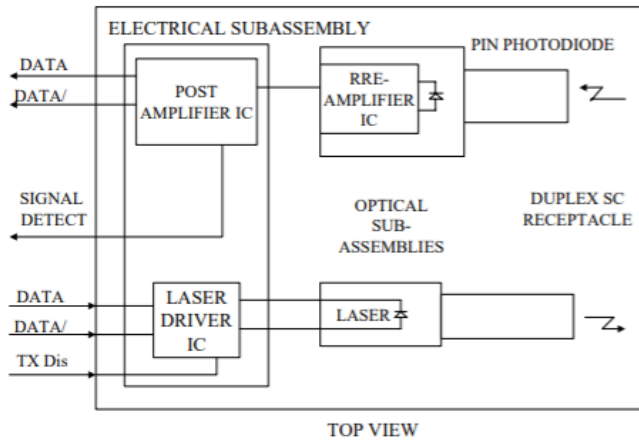 ELECTRICAL SUBASSEMBLY
PIN PHOTODIODE
DATA
DATA/
POST
AMPLIFIER IC
RRE-
AMPLIFIER
IC
SIGNAL
DETECT
OPTICAL
SUB-
ASSEMBLIES
DUPLEX SC
RECEPTACLE
DATA
DATA/
TX Dis
LASER
DRIVER
IC
LASER
TOP VIEW